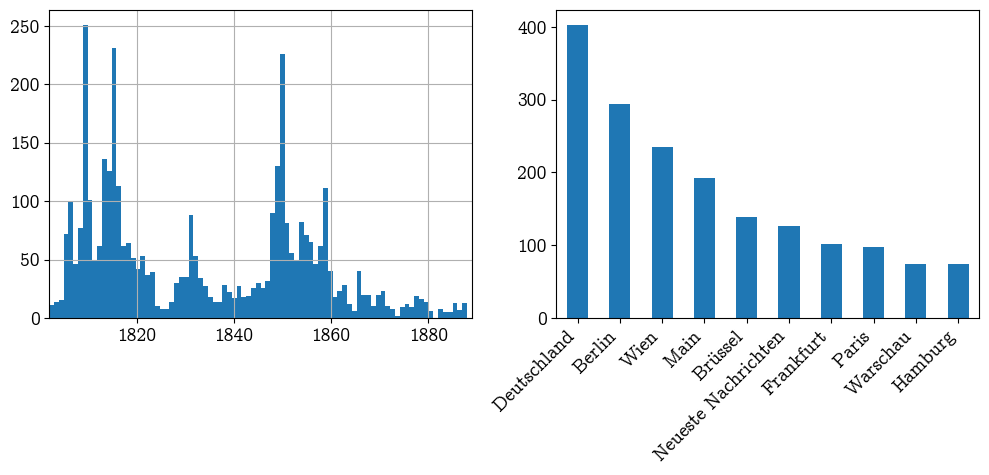 250
200
150
100
50
0
1820 1840 1860 1880
400
300
200
100
0
Deutschland
Berlin
Wien
Main
Brüssel
Neueste Nachrichten
Frankfurt
Paris
Warschau
Hamburg